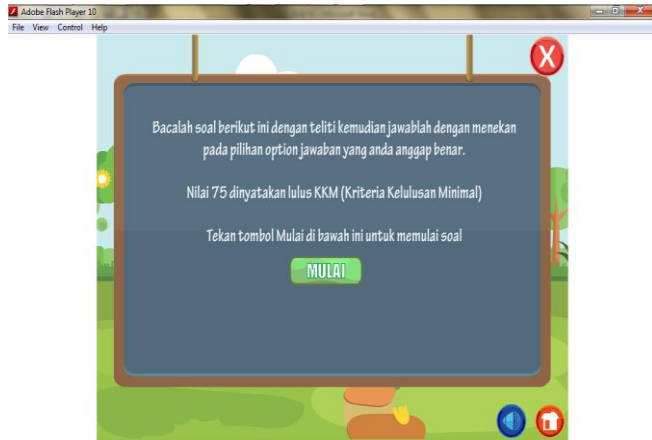 Adobe Flash Player 10
File View Control Help
X
Bacalah soal berikut ini dengan teliti kemudian jawablah dengan menekan
pada pilihan option jawaban yang anda anggap benar.
Nilai 75 dinyatakan lulus KKM (Kriteria Kelulusan Minimal)
Tekan tombol Mulai di bawah ini untuk memulai soal
MULAI